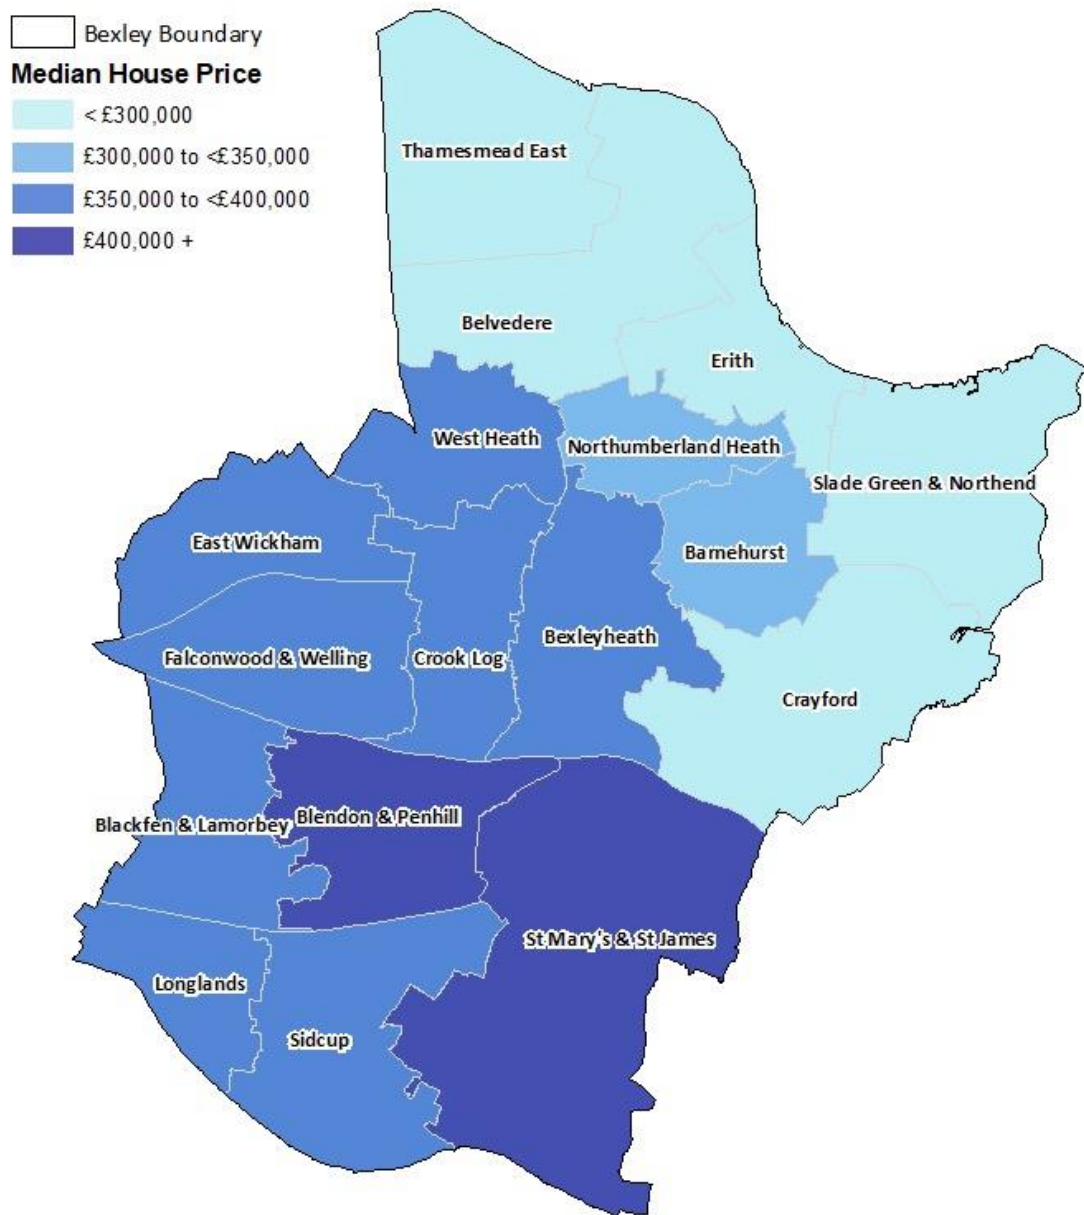 Bexley Boundary
Median House Price
< £300,000
£300,000 to <£350,000
£350,000 to <£400,000
£400,000 +
Thamesmead East
Belvedere
Erith
West Heath
Northumberland Heath
Slade Green & Northend
East Wickham
Barnehurst
Bexleyheath
Falconwood & Welling
Crook Log
Crayford
Blendon & Penhill
Blackfen & Lamorbey
St Mary's & St James
Longlands
Sidcup